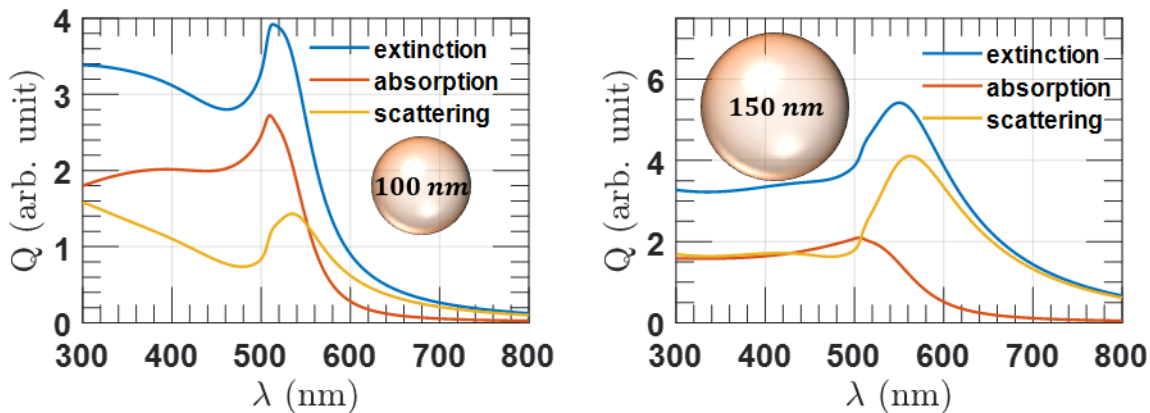 Q (arb. unit)
4
3
2
1
0
extinction
absorption
scattering
100 nm
300 400 500 600 700 800
λ (nm)
Q (arb. unit)
6
4
2
0
150 nm
extinction
absorption
scattering
300 400 500 600 700 800
λ (nm)